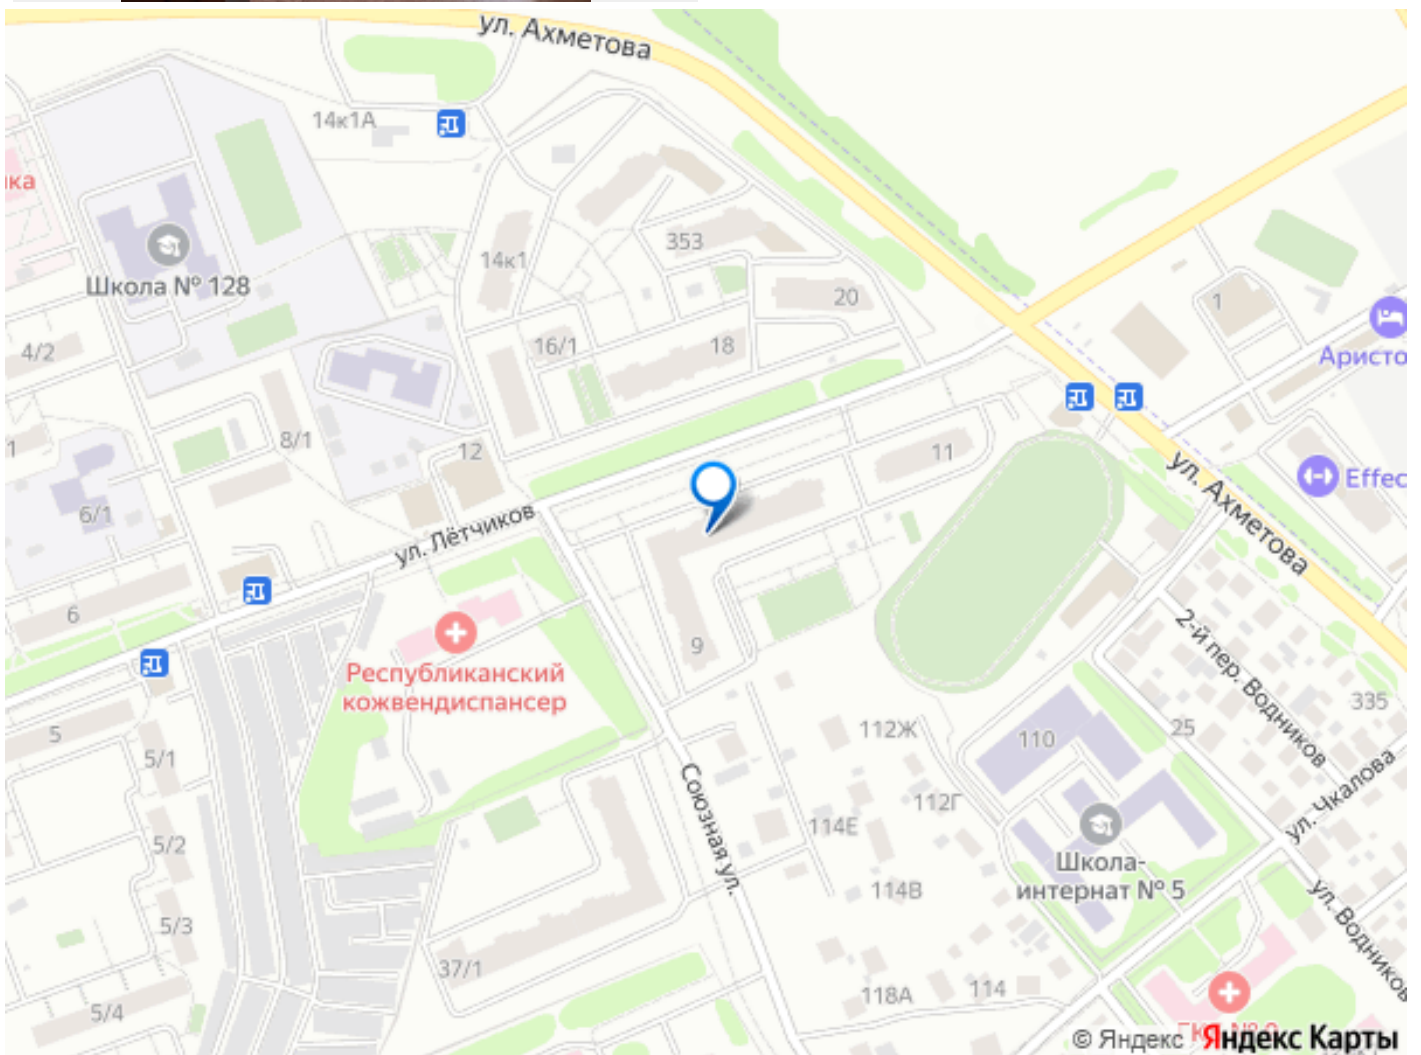 ул. Ахметова
14к1А
ка
353
Школа № 128
14к1
20
1
4/2
16/1
18
Аристо
1
8/1
12
11
ул. Ахметова
Effec
6/1
ул. Лётчиков
6
9
2-й пер. Водников
Республиканский
кожвендиспансер
335
5
112Ж
110
25
5/1
Союзная ул.
112Г
ул. Чкалова
5/2
114Е
Школа-
интернат № 5
114В
ул. Водников
5/3
37/1
118А
114
5/4
© Яндекс
Яндекс Карты